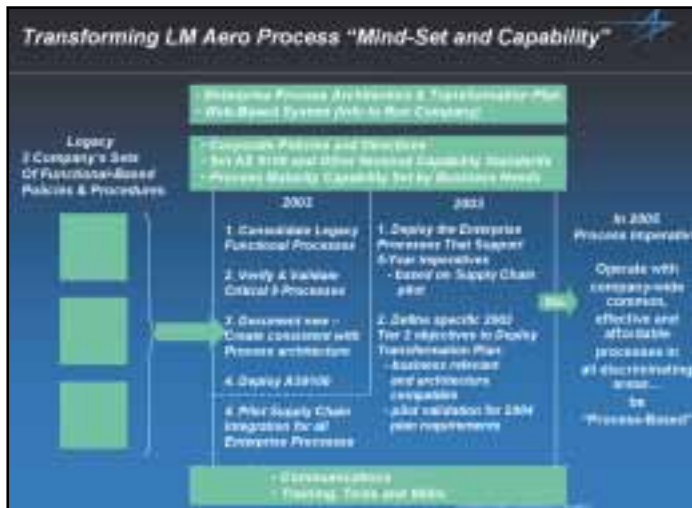 Transforming LM Aero Process "Mind-Set and Capability"
• Enterprise Process Architecture & Transformation Plan
• Web-Based System (Info to Run Company)
Legacy
3 Company's Sets
Of Functional-Based
Policies & Procedures
• Corporate Policies and Directives
• Set AS 9100 and Other Required Capability Standards
• Process Maturity Capability Set by Business Needs
2002
1. Consolidate Legacy
Functional Processes
2. Verify & Validate
Critical 9 Processes
3. Document new –
Create consistent with
Process architecture
4. Deploy AS9100
5. Pilot Supply Chain
Integration for all
Enterprise Processes
2003
1. Deploy the Enterprise
Processes That Support
5-Year Imperatives
- based on Supply Chain
pilot
2. Define specific 2003
Tier 2 objectives to Deploy
Transformation Plan:
- business relevant
and architecture
compatible
- pilot validation for 2004
plan requirements
In 2005
Process Imperative
Operate with
company-wide
common,
effective and
affordable
processes in
all discriminating
areas...
be
"Process-Based"
• Communications
• Training, Tools and Skills